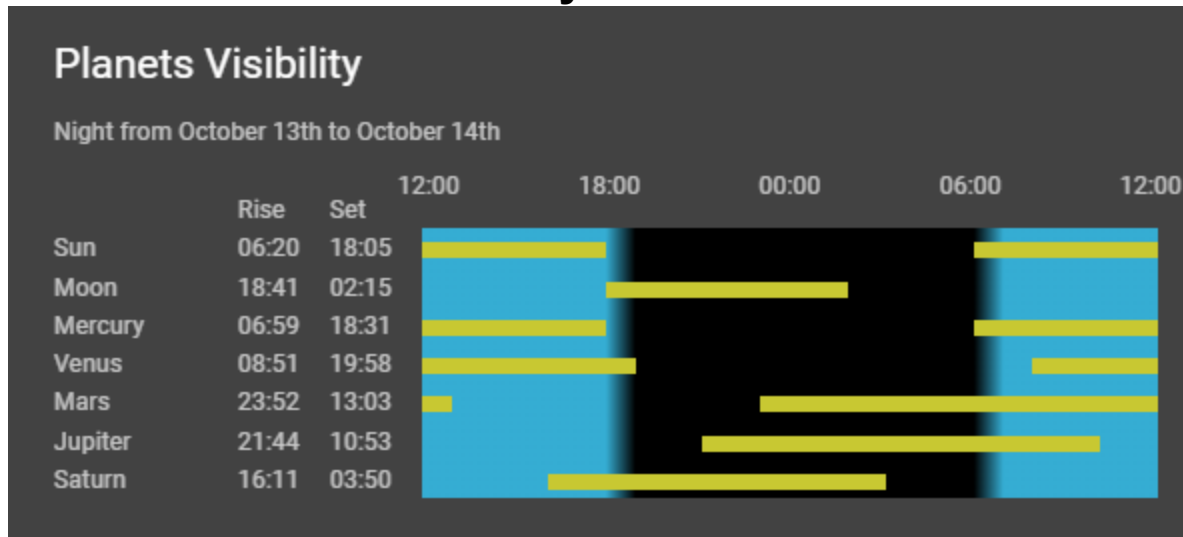 Planets Visibility
Night from October 13th to October 14th
12:00 18:00 00:00 06:00 12:00
Rise Set
Sun 06:20 18:05
Moon 18:41 02:15
Mercury 06:59 18:31
Venus 08:51 19:58
Mars 23:52 13:03
Jupiter 21:44 10:53
Saturn 16:11 03:50